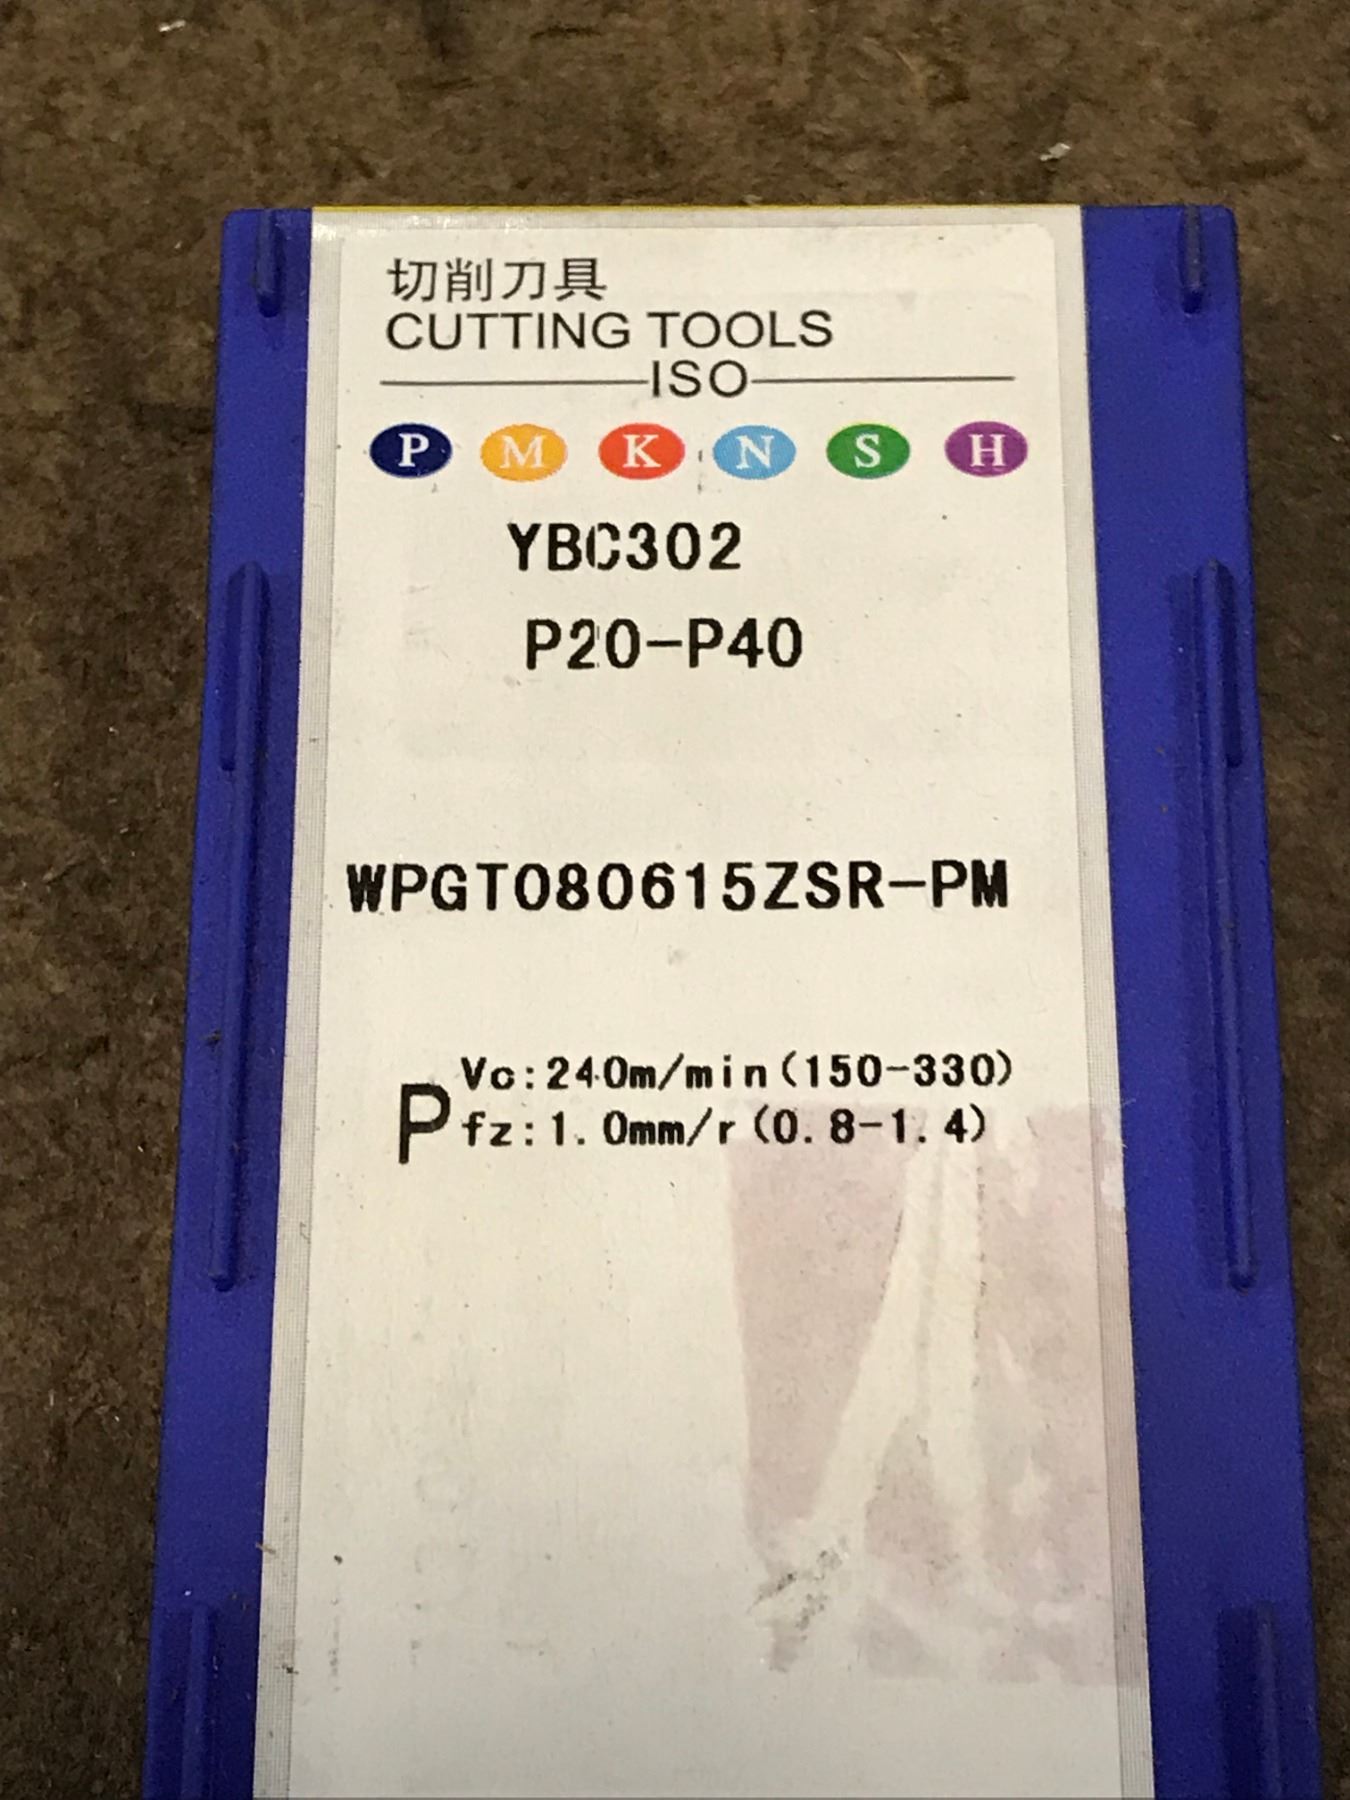 切削刀具
CUTTING TOOLS
ISO
P M K N S H
YBC302
P20-P40
WPGT080615ZSR-PM
P
Vc:240m/min(150-330)
fz:1.0mm/r(0.8-1.4)